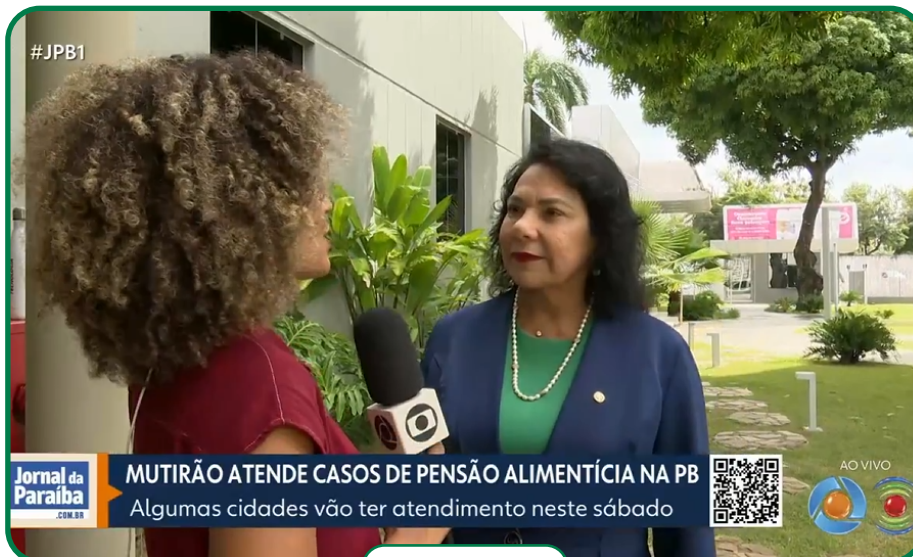 #JPB1
Jornal da
Paraíba
.COM.BR
MUTIRÃO ATENDE CASOS DE PENSÃO ALIMENTÍCIA NA PB
Algumas cidades vão ter atendimento neste sábado
AO VIVO